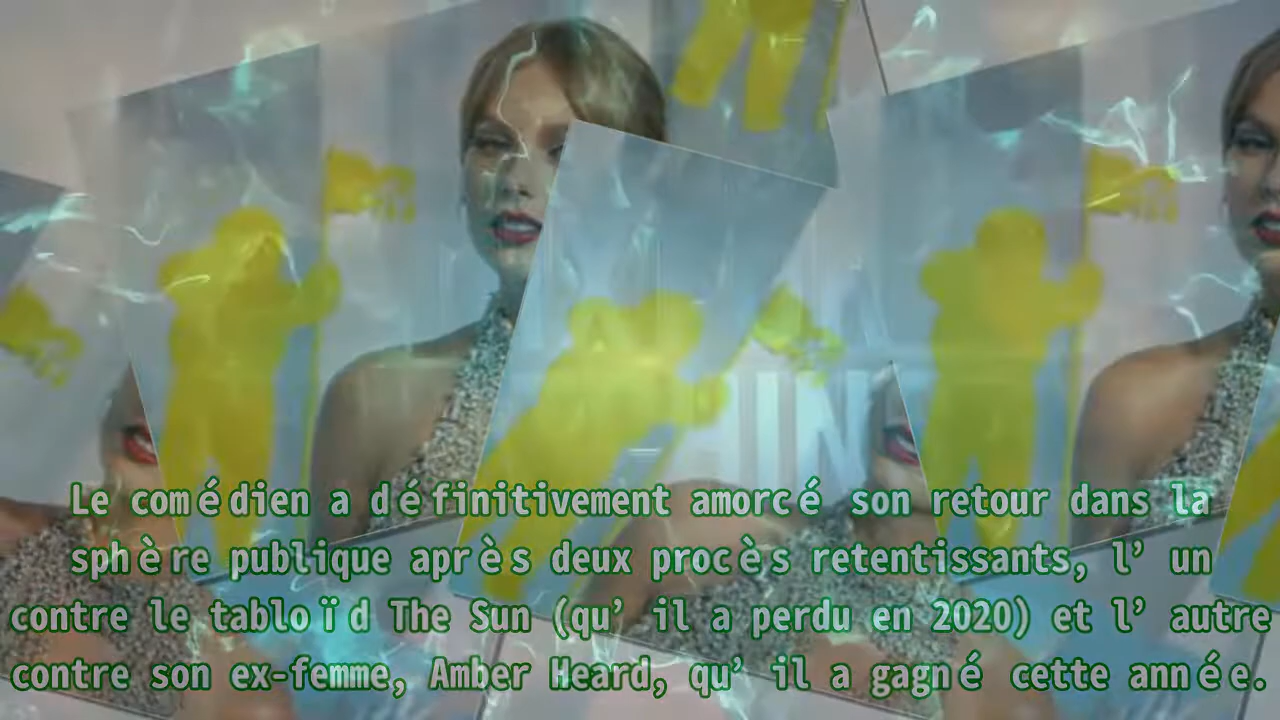 Le comédien a définitivement amorcé son retour dans la
sphère publique après deux procès retentissants, l’ un
contre le tabloïd The Sun (qu’ il a perdu en 2020) et l’ autre
contre son ex-femme, Amber Heard, qu’ il a gagné cette année.